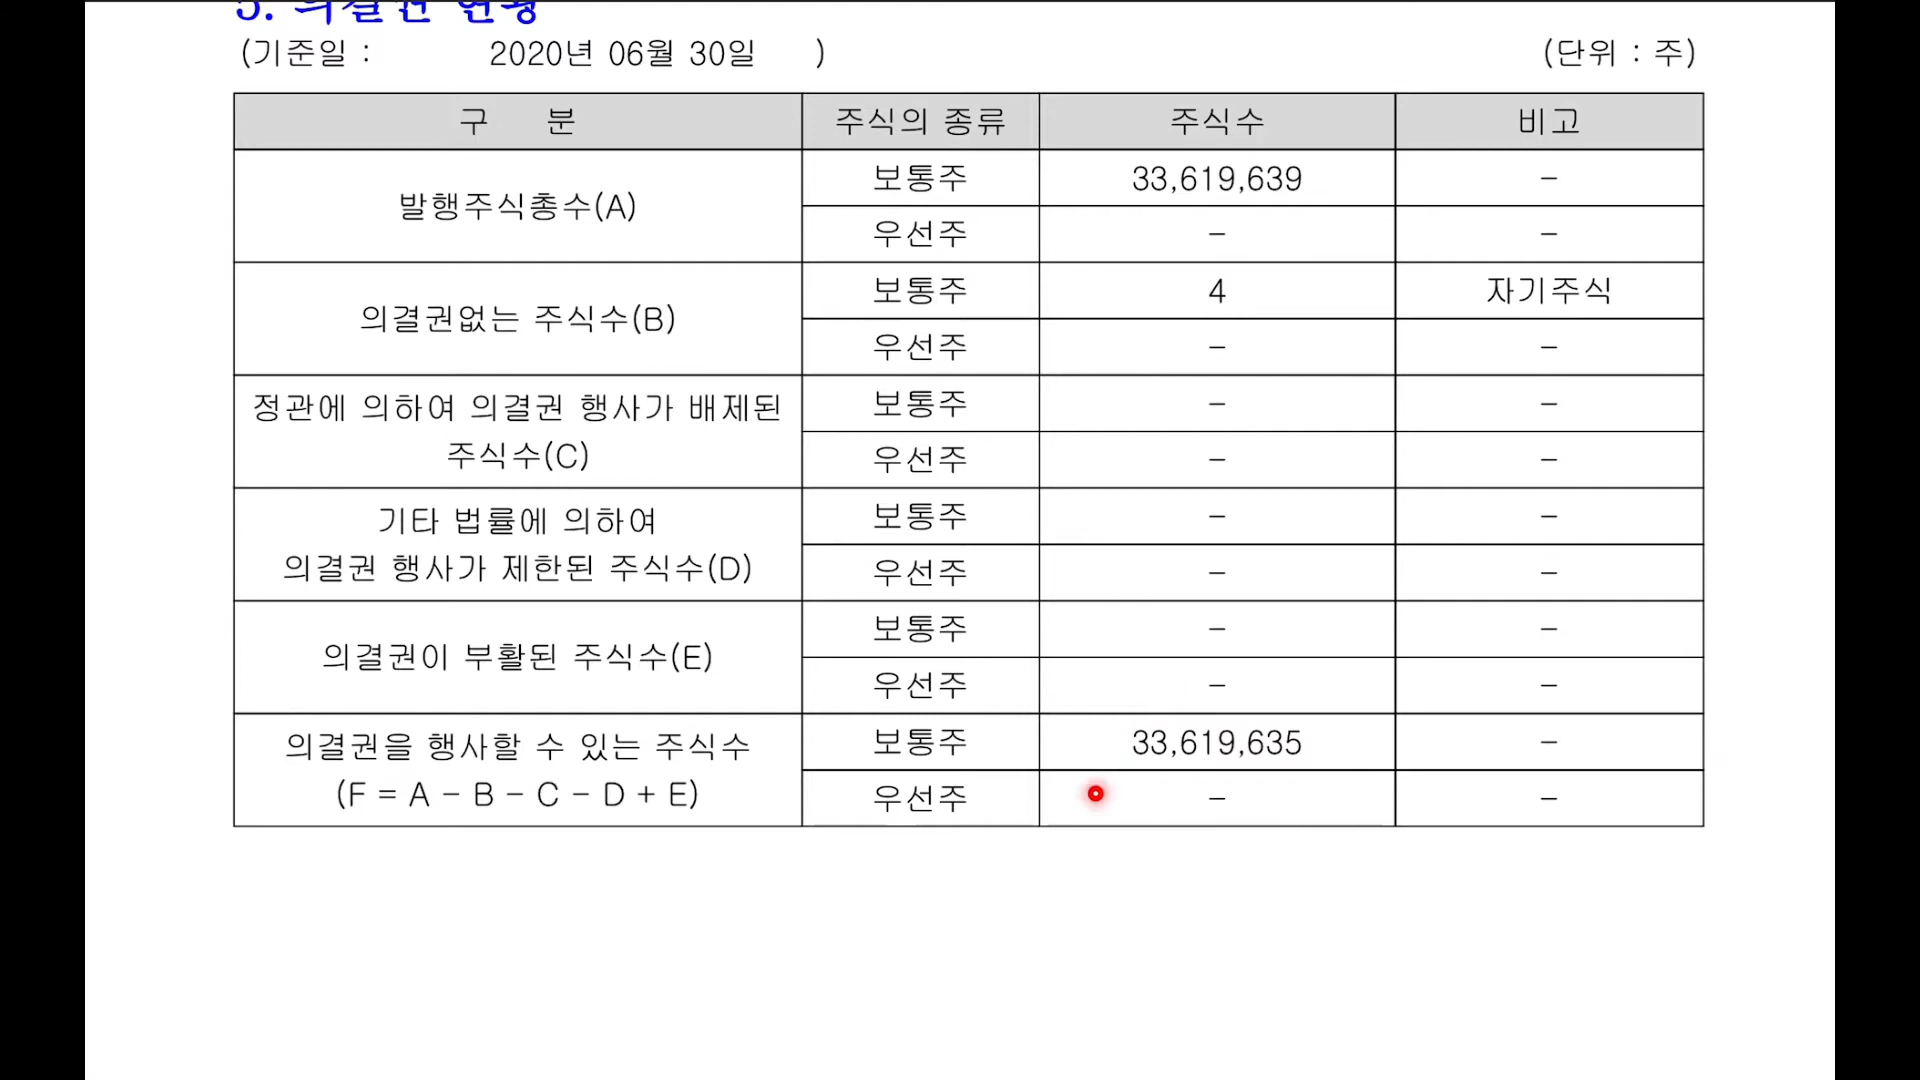 5. 의결권 현황
(기준일 : 2020년 06월 30일 ) (단위 : 주)
구 분 주식의 종류 주식수 비고
발행주식총수(A) 보통주 33,619,639 -
우선주 - -
의결권없는 주식수(B) 보통주 4 자기주식
우선주 - -
정관에 의하여 의결권 행사가 배제된
주식수(C)
보통주 - -
우선주 - -
기타 법률에 의하여
의결권 행사가 제한된 주식수(D)
보통주 - -
우선주 - -
의결권이 부활된 주식수(E) 보통주 - -
우선주 - -
의결권을 행사할 수 있는 주식수
(F = A - B - C - D + E)
보통주 33,619,635 -
우선주 - -